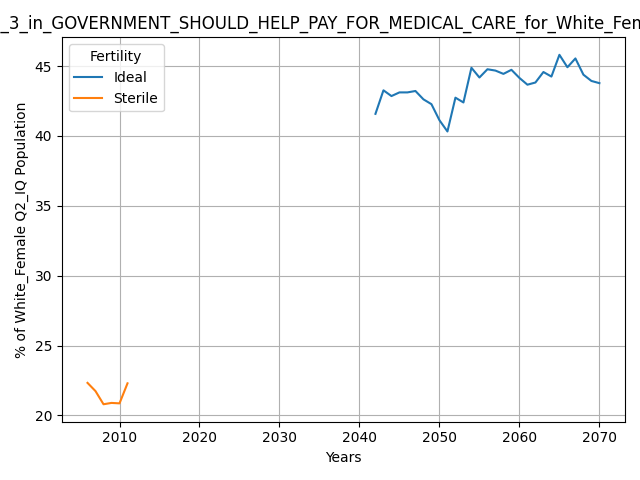 _3_in_GOVERNMENT_SHOULD_HELP_PAY_FOR_MEDICAL_CARE_for_White_Fem
Fertility
Ideal
Sterile
% of White_Female Q2_IQ Population
45
40
35
30
25
20
2010 2020 2030 2040 2050 2060 2070
Years